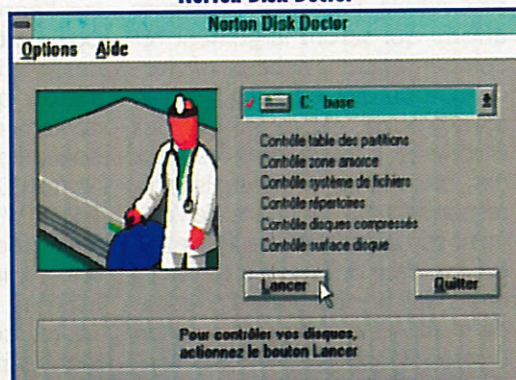 Norton Disk Doctor
Norton Disk Doctor
Options Aide
C: base
Contrôle table des partitions
Contrôle zone amorce
Contrôle système de fichiers
Contrôle répertoires
Contrôle disques compressés
Contrôle surface disque
Lancer
Quitter
Pour contrôler vos disques,
actionnez le bouton Lancer